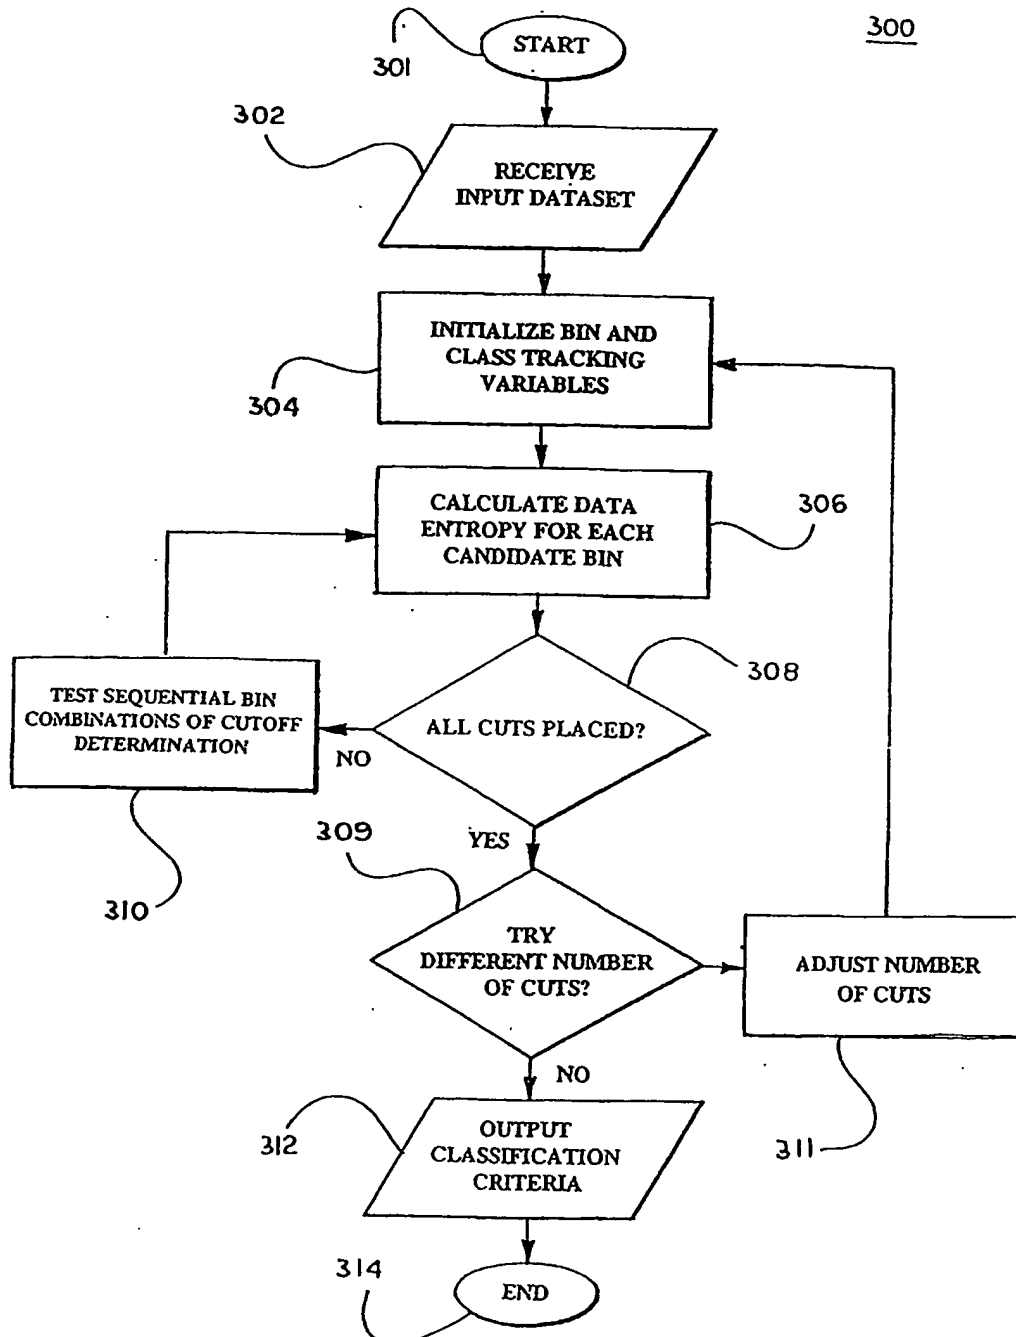 300
START
301
302
RECEIVE
INPUT DATASET
INITIALIZE BIN AND
CLASS TRACKING
VARIABLES
304
CALCULATE DATA
ENTROPY FOR EACH
CANDIDATE BIN
306
308
ALL CUTS PLACED?
NO
TEST SEQUENTIAL BIN
COMBINATIONS OF CUTOFF
DETERMINATION
310
YES
309
TRY
DIFFERENT NUMBER
OF CUTS?
ADJUST NUMBER
OF CUTS
311
NO
312
OUTPUT
CLASSIFICATION
CRITERIA
314
END